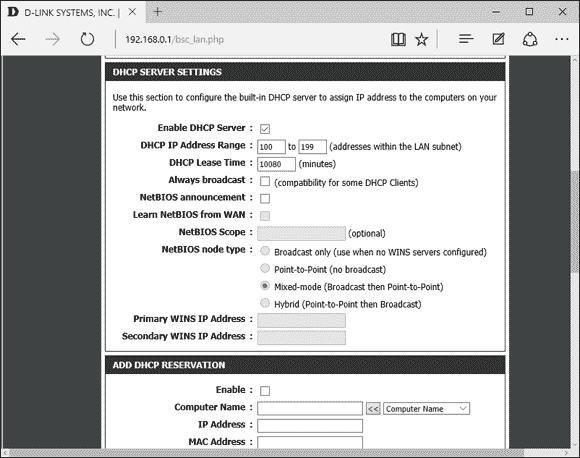 D-LINK SYSTEMS, INC. |
192.168.0.1/bsc_lan.php
DHCP SERVER SETTINGS
Use this section to configure the built-in DHCP server to assign IP address to the computers on your
network.
Enable DHCP Server :
DHCP IP Address Range : 100 to 199 (addresses within the LAN subnet)
DHCP Lease Time : 10080 (minutes)
Always broadcast : (compatibility for some DHCP Clients)
NetBIOS announcement :
Learn NetBIOS from WAN :
NetBIOS Scope : (optional)
NetBIOS node type : Broadcast only (use when no WINS servers configured)
Point-to-Point (no broadcast)
Mixed-mode (Broadcast then Point-to-Point)
Hybrid (Point-to-Point then Broadcast)
Primary WINS IP Address :
Secondary WINS IP Address :
ADD DHCP RESERVATION
Enable :
Computer Name : << Computer Name
IP Address :
MAC Address :